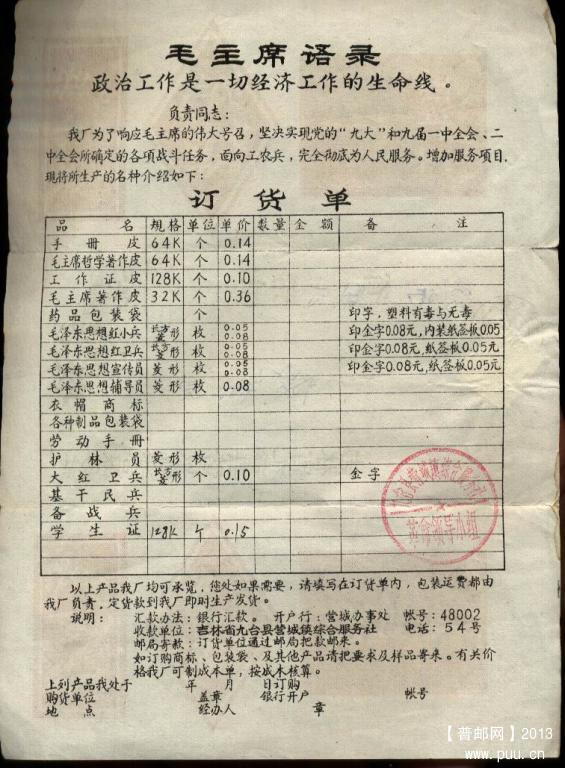 毛主席语录
政治工作是一切经济工作的生命线。
负责同志：
我厂为了响应毛主席的伟大号召，坚决实现党的“九大”和九届一中全会、二
中全会所确定的各项战斗任务，面向工农兵，完全彻底为人民服务。增加服务项目，
现将所生产的名种介绍如下：
订货单
品名 规格 单位 单价 数量 金额 备注
手册皮 64K 个 0.14
毛主席哲学著作皮 64K 个 0.14
工作证皮 128K 个 0.10
毛主席著作皮 32K 个 0.36
药品包装袋 个 印字，塑料有毒与无毒
毛泽东思想红小兵 长方菱形 枚 0.05 0.08 印金字0.08元，内装纸签板0.05
毛泽东思想红卫兵 长方菱形 枚 0.05 0.08 印金字0.08元，纸签板0.05元
毛泽东思想宣传员 菱形 枚 0.05 0.08 印金字0.08元，纸签板0.05元
毛泽东思想辅导员 菱形 枚 0.08
衣帽商标
各种制品包装袋
劳动手册
护林员 菱形 枚
大红卫兵 长方菱形 个 0.10 金字
基干民兵
备战兵
学生证 128K 个 0.15
革命领导小组
以上产品我厂均可承览，您处如果需要，请填写在订货单内，包装运费都由
我厂负责，定货款到我厂即时生产发货。
说明： 汇款办法：银行汇款。 开户行：营城办事处 帐号：48002
收款单位：吉林省九台县营城镇综合服务社 电话：54号
邮局寄款：订货单位通过邮局把款邮来。
如订购商标、包装袋、及其他产品请把要求及样品寄来。有关价
格我厂可制成本单，按成本核算。
上列产品我处于 年 月 日订购
购货单位 盖章 银行开户 帐号
地点 经办人 章
【普邮网】2013
www.puu.cn